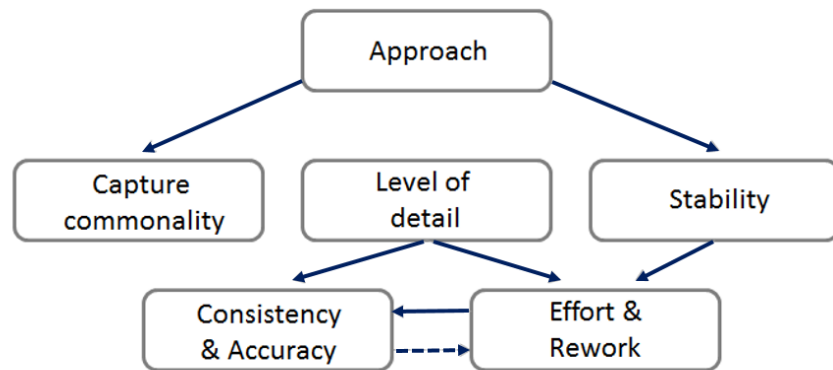 Approach
Capture
commonality
Level of
detail
Stability
Consistency
& Accuracy
Effort &
Rework